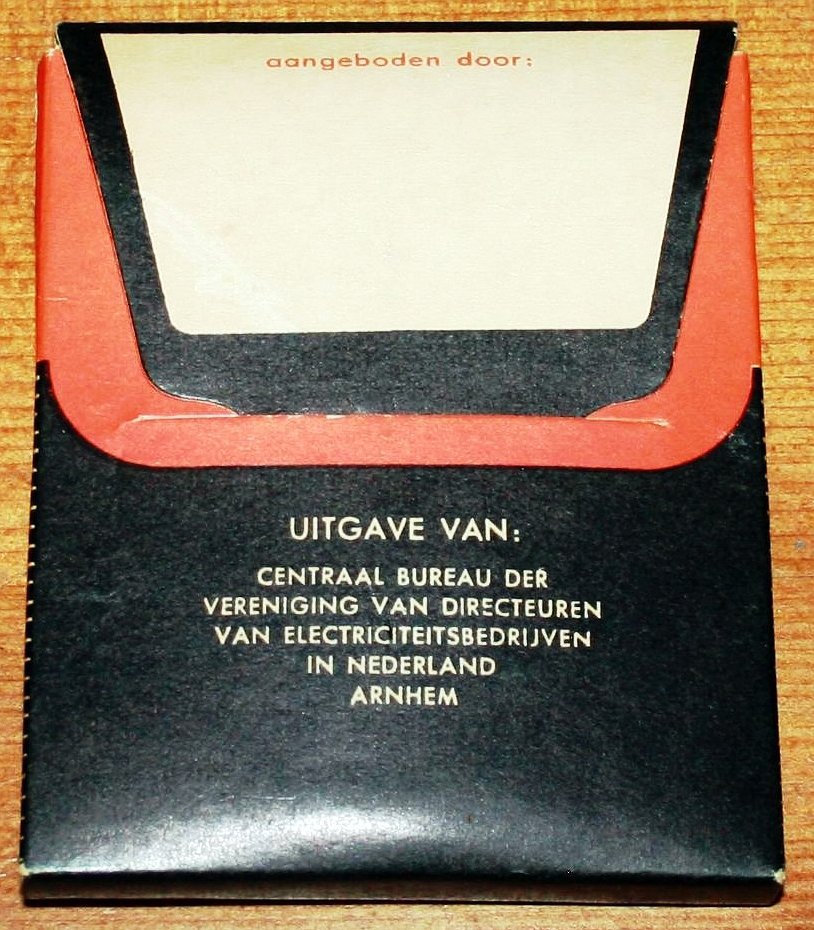 aangeboden door:
UITGAVE VAN:
CENTRAAL BUREAU DER
VERENIGING VAN DIRECTEUREN
VAN ELECTRICITEITSBEDRIJVEN
IN NEDERLAND
ARNHEM